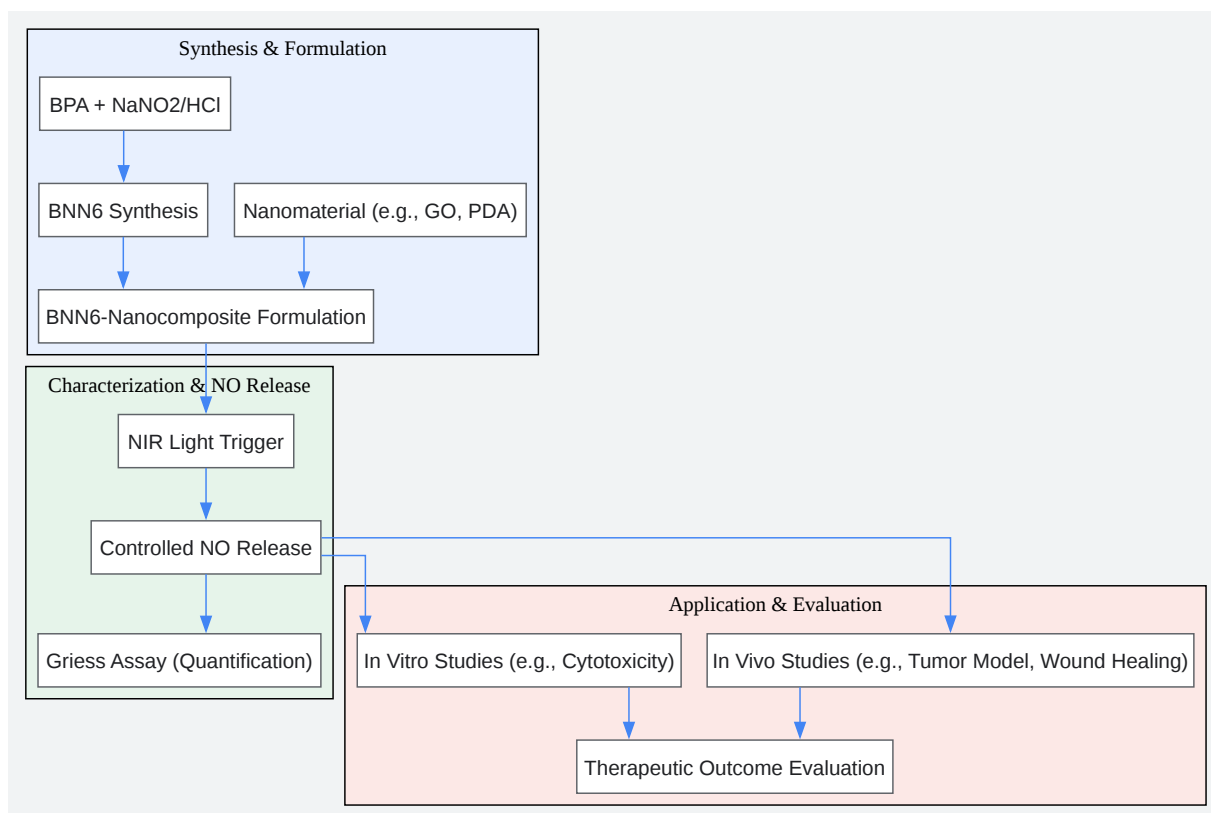 Synthesis & Formulation
BPA + NaNO2/HCl
BNN6 Synthesis
Nanomaterial (e.g., GO, PDA)
BNN6-Nanocomposite Formulation
Characterization & NO Release
NIR Light Trigger
Controlled NO Release
Griess Assay (Quantification)
Application & Evaluation
In Vitro Studies (e.g., Cytotoxicity)
In Vivo Studies (e.g., Tumor Model, Wound Healing)
Therapeutic Outcome Evaluation